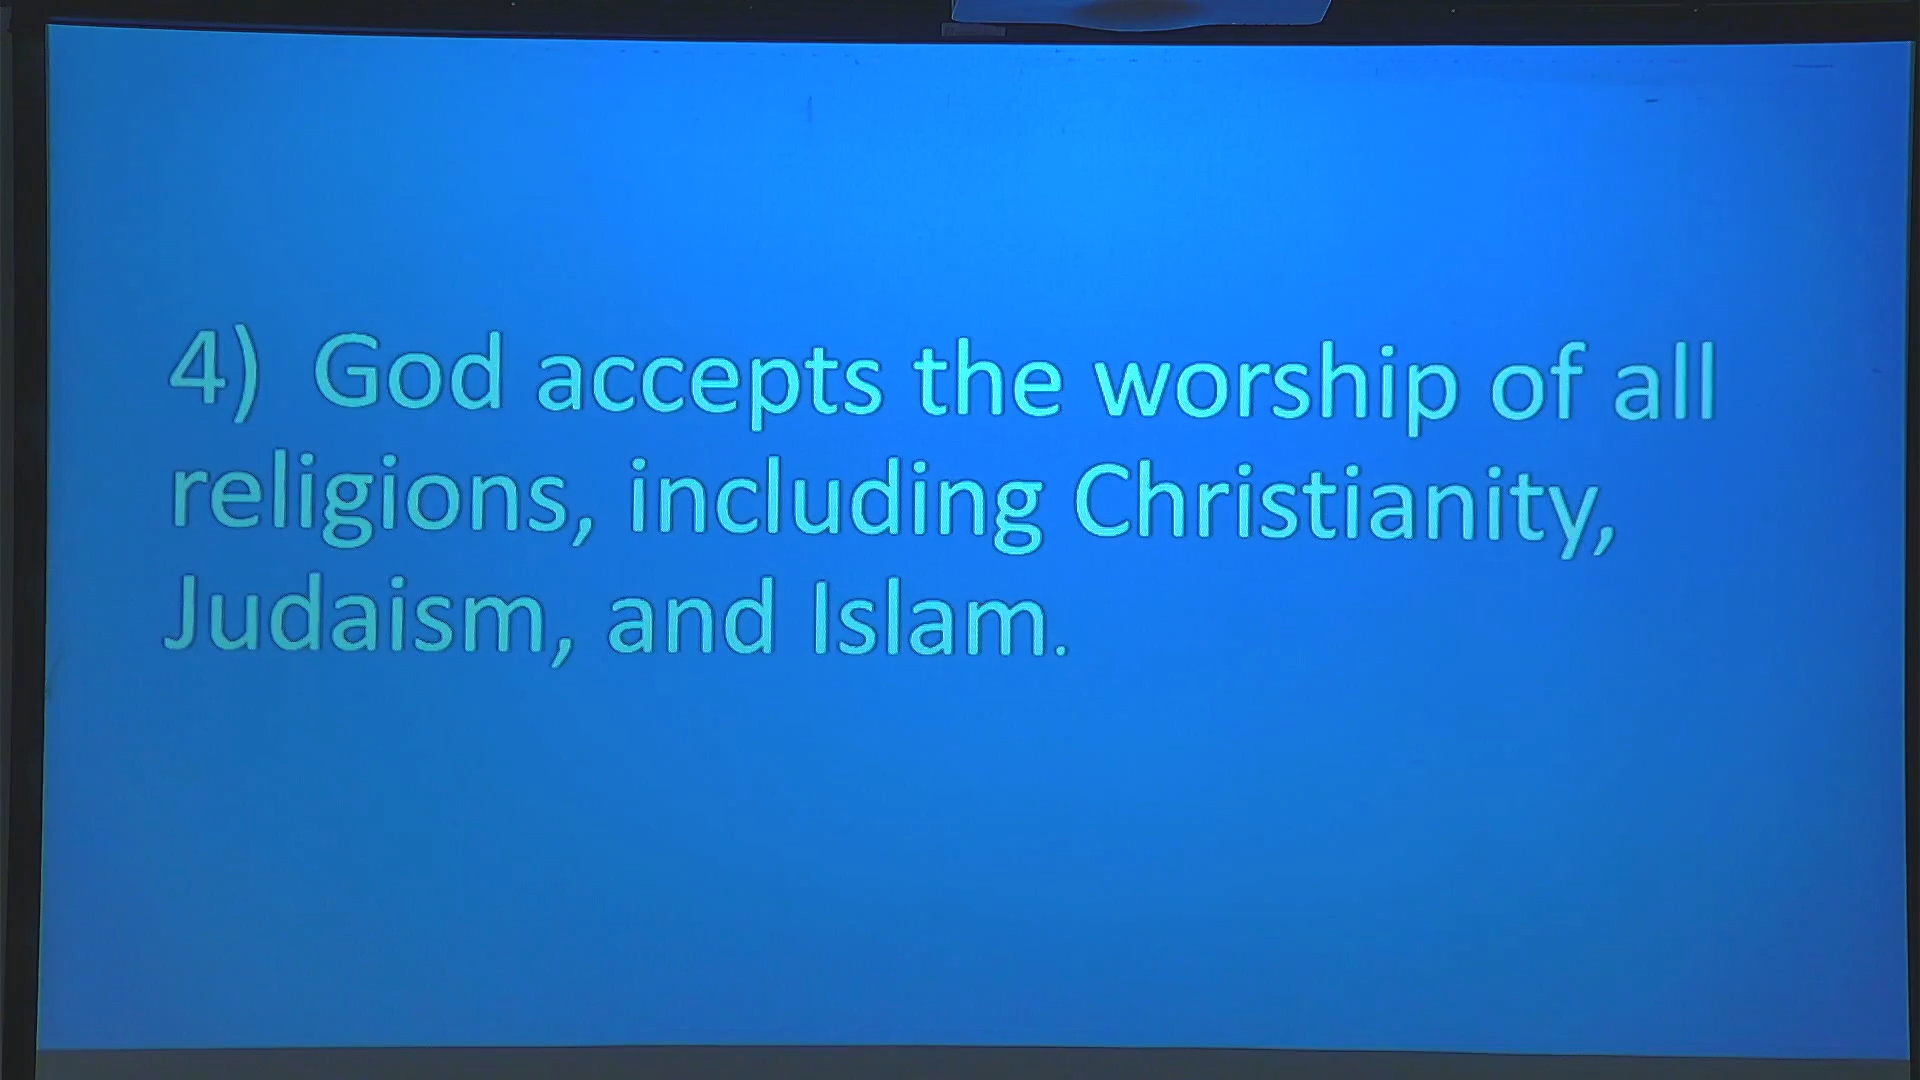 4) God accepts the worship of all
religions, including Christianity,
Judaism, and Islam.